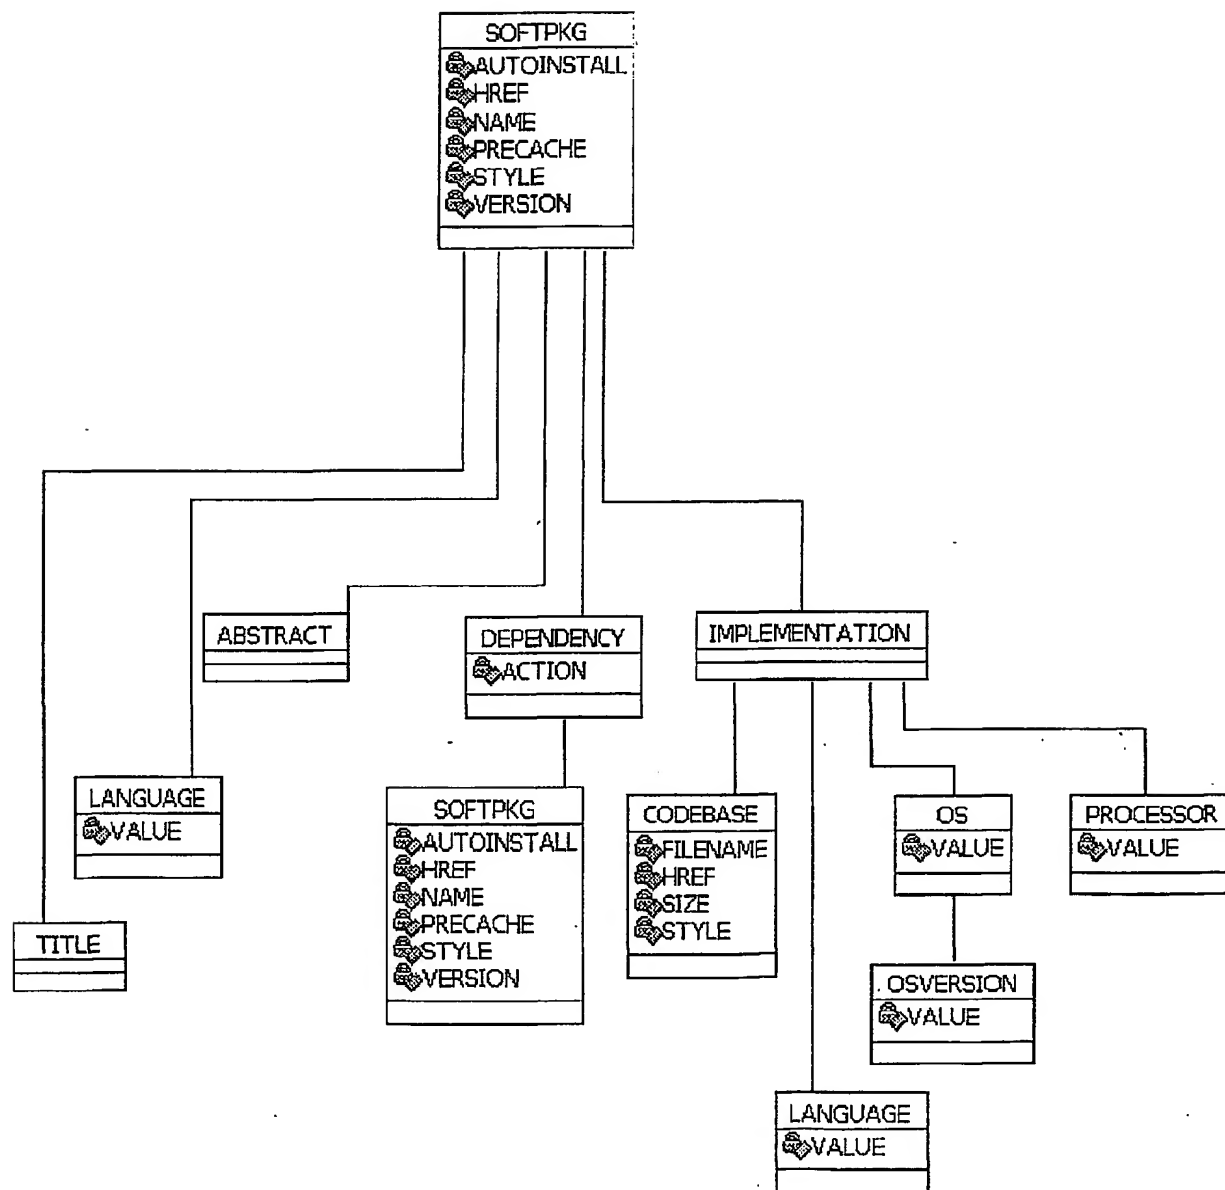 SOFTPKG
AUTOINSTALL
HREF
NAME
PRECACHE
STYLE
VERSION
ABSTRACT
DEPENDENCY
ACTION
IMPLEMENTATION
LANGUAGE
VALUE
SOFTPKG
AUTOINSTALL
HREF
NAME
PRECACHE
STYLE
VERSION
CODEBASE
FILENAME
HREF
SIZE
STYLE
OS
VALUE
PROCESSOR
VALUE
TITLE
OSVERSION
VALUE
LANGUAGE
VALUE